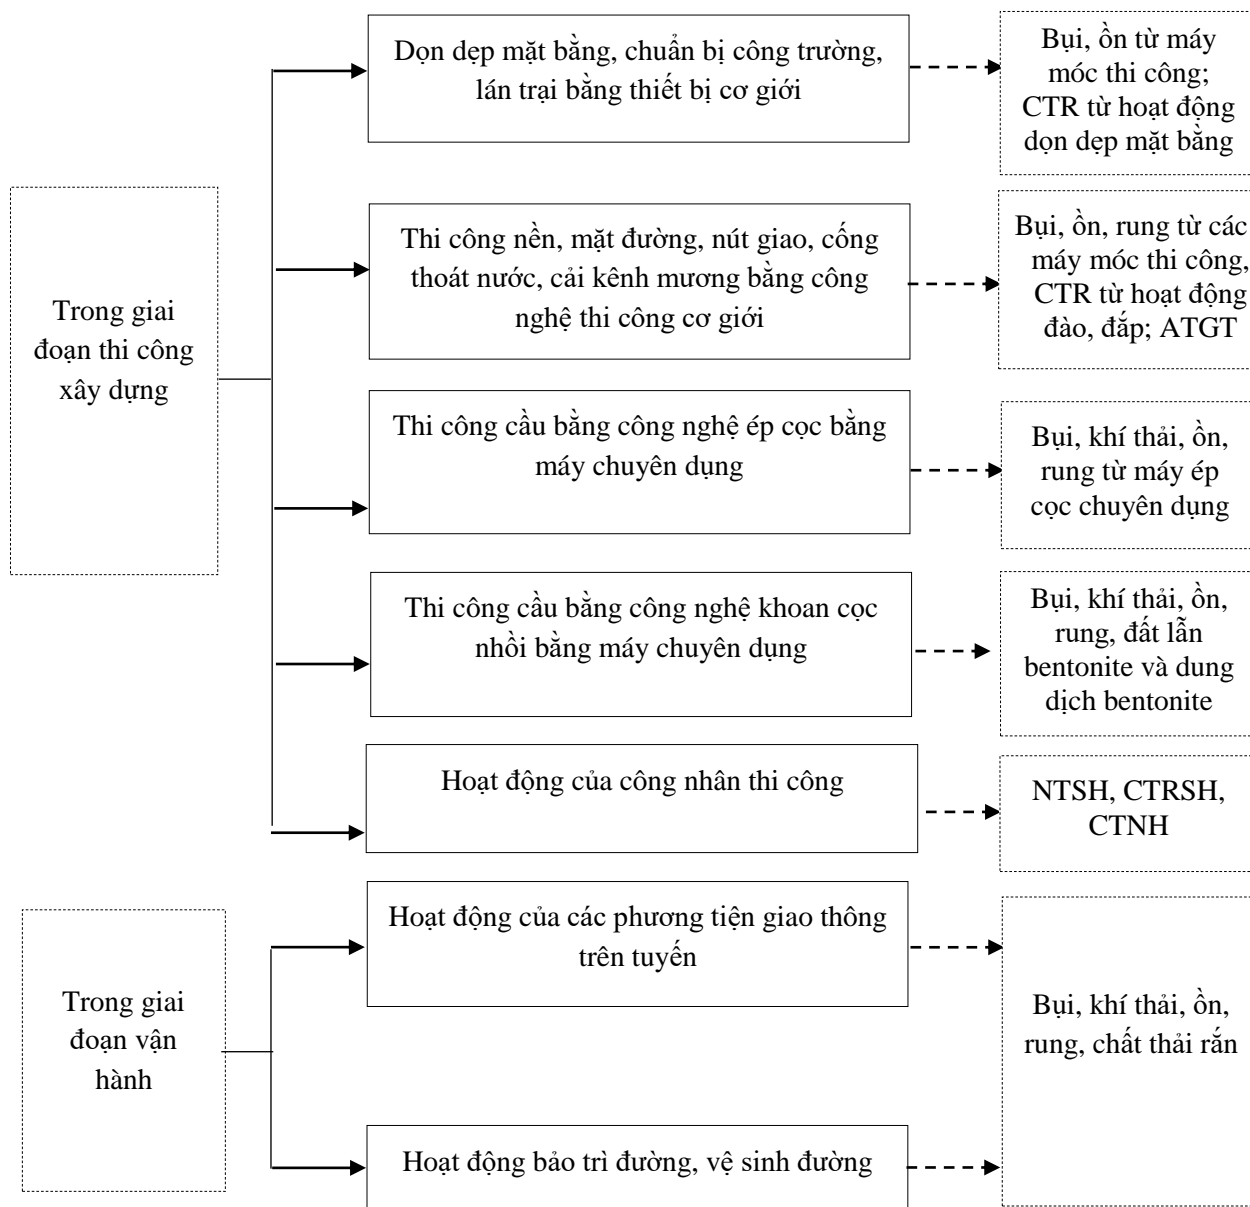 Dọn dẹp mặt bằng, chuẩn bị công trường,
lán trại bằng thiết bị cơ giới
Bụi, ồn từ máy
móc thi công;
CTR từ hoạt động
dọn dẹp mặt bằng
Trong giai
đoạn thi công
xây dựng
Thi công nền, mặt đường, nút giao, cống
thoát nước, cải kênh mương bằng công
nghệ thi công cơ giới
Bụi, ồn, rung từ các
máy móc thi công,
CTR từ hoạt động
đào, đắp; ATGT
Thi công cầu bằng công nghệ ép cọc bằng
máy chuyên dụng
Bụi, khí thải, ồn,
rung từ máy ép
cọc chuyên dụng
Thi công cầu bằng công nghệ khoan cọc
nhồi bằng máy chuyên dụng
Bụi, khí thải, ồn,
rung, đất lẫn
bentonite và dung
dịch bentonite
Hoạt động của công nhân thi công
NTSH, CTRSH,
CTNH
Trong giai
đoạn vận
hành
Hoạt động của các phương tiện giao thông
trên tuyến
Bụi, khí thải, ồn,
rung, chất thải rắn
Hoạt động bảo trì đường, vệ sinh đường